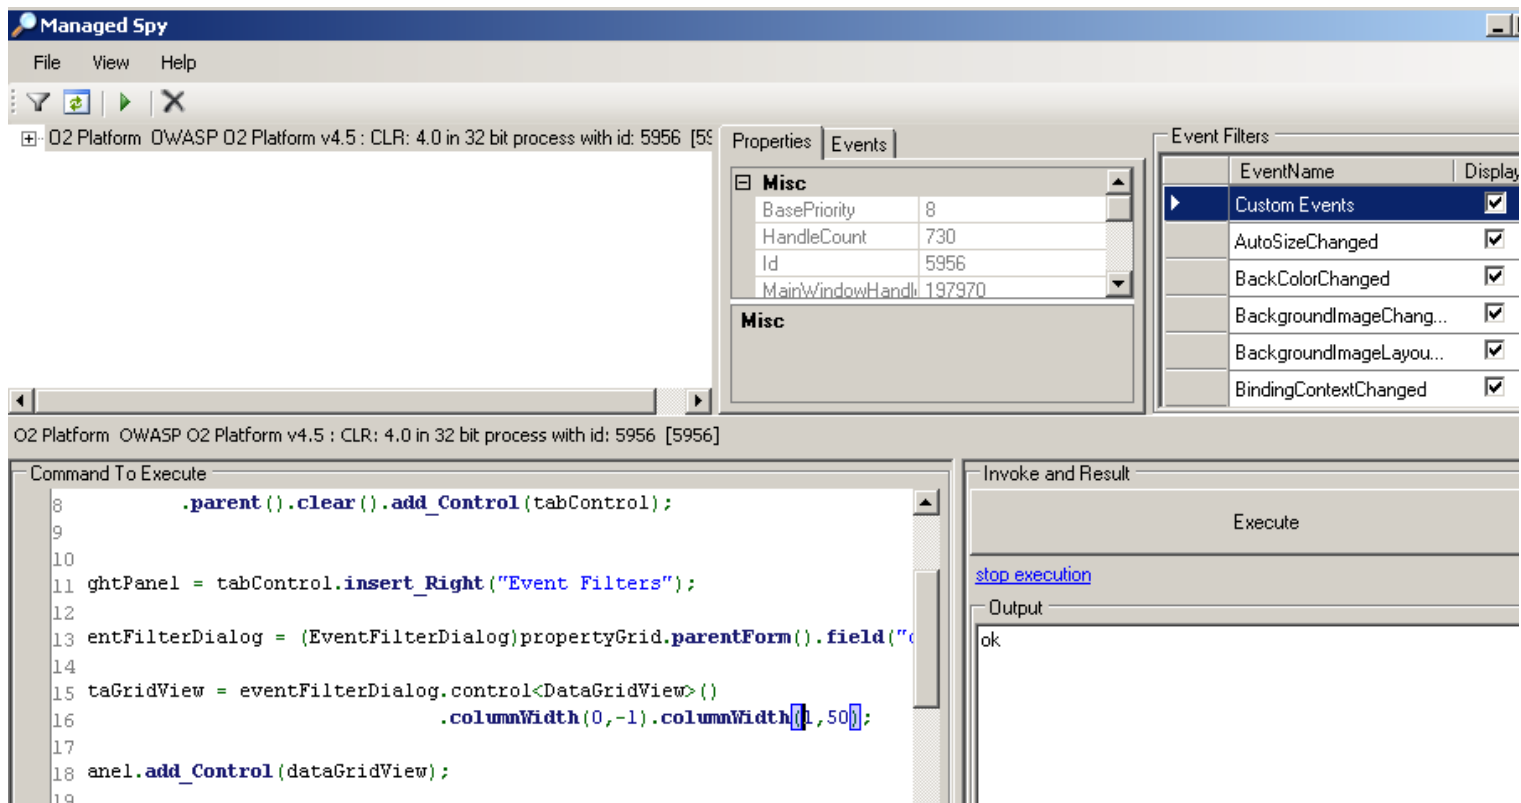 Managed Spy
File View Help
O2 Platform OWASP O2 Platform v4.5 : CLR: 4.0 in 32 bit process with id: 5956 [59
Properties Events
Misc
BasePriority 8
HandleCount 730
Id 5956
MainWindowHandl 197970
Misc
Event Filters
EventName Display
Custom Events
AutoSizeChanged
BackColorChanged
BackgroundImageChang...
BackgroundImageLayou...
BindingContextChanged
O2 Platform OWASP O2 Platform v4.5 : CLR: 4.0 in 32 bit process with id: 5956 [5956]
Command To Execute
8 .parent().clear().add_Control(tabControl);
9
10
11 ghtPanel = tabControl.insert_Right("Event Filters");
12
13 entFilterDialog = (EventFilterDialog)propertyGrid.parentForm().field("
14
15 taGridView = eventFilterDialog.control<DataGridView>()
16 .columnWidth(0,-1).columnWidth(1,50);
17
18 anel.add_Control(dataGridView);
19
Invoke and Result
Execute
stop execution
Output
ok